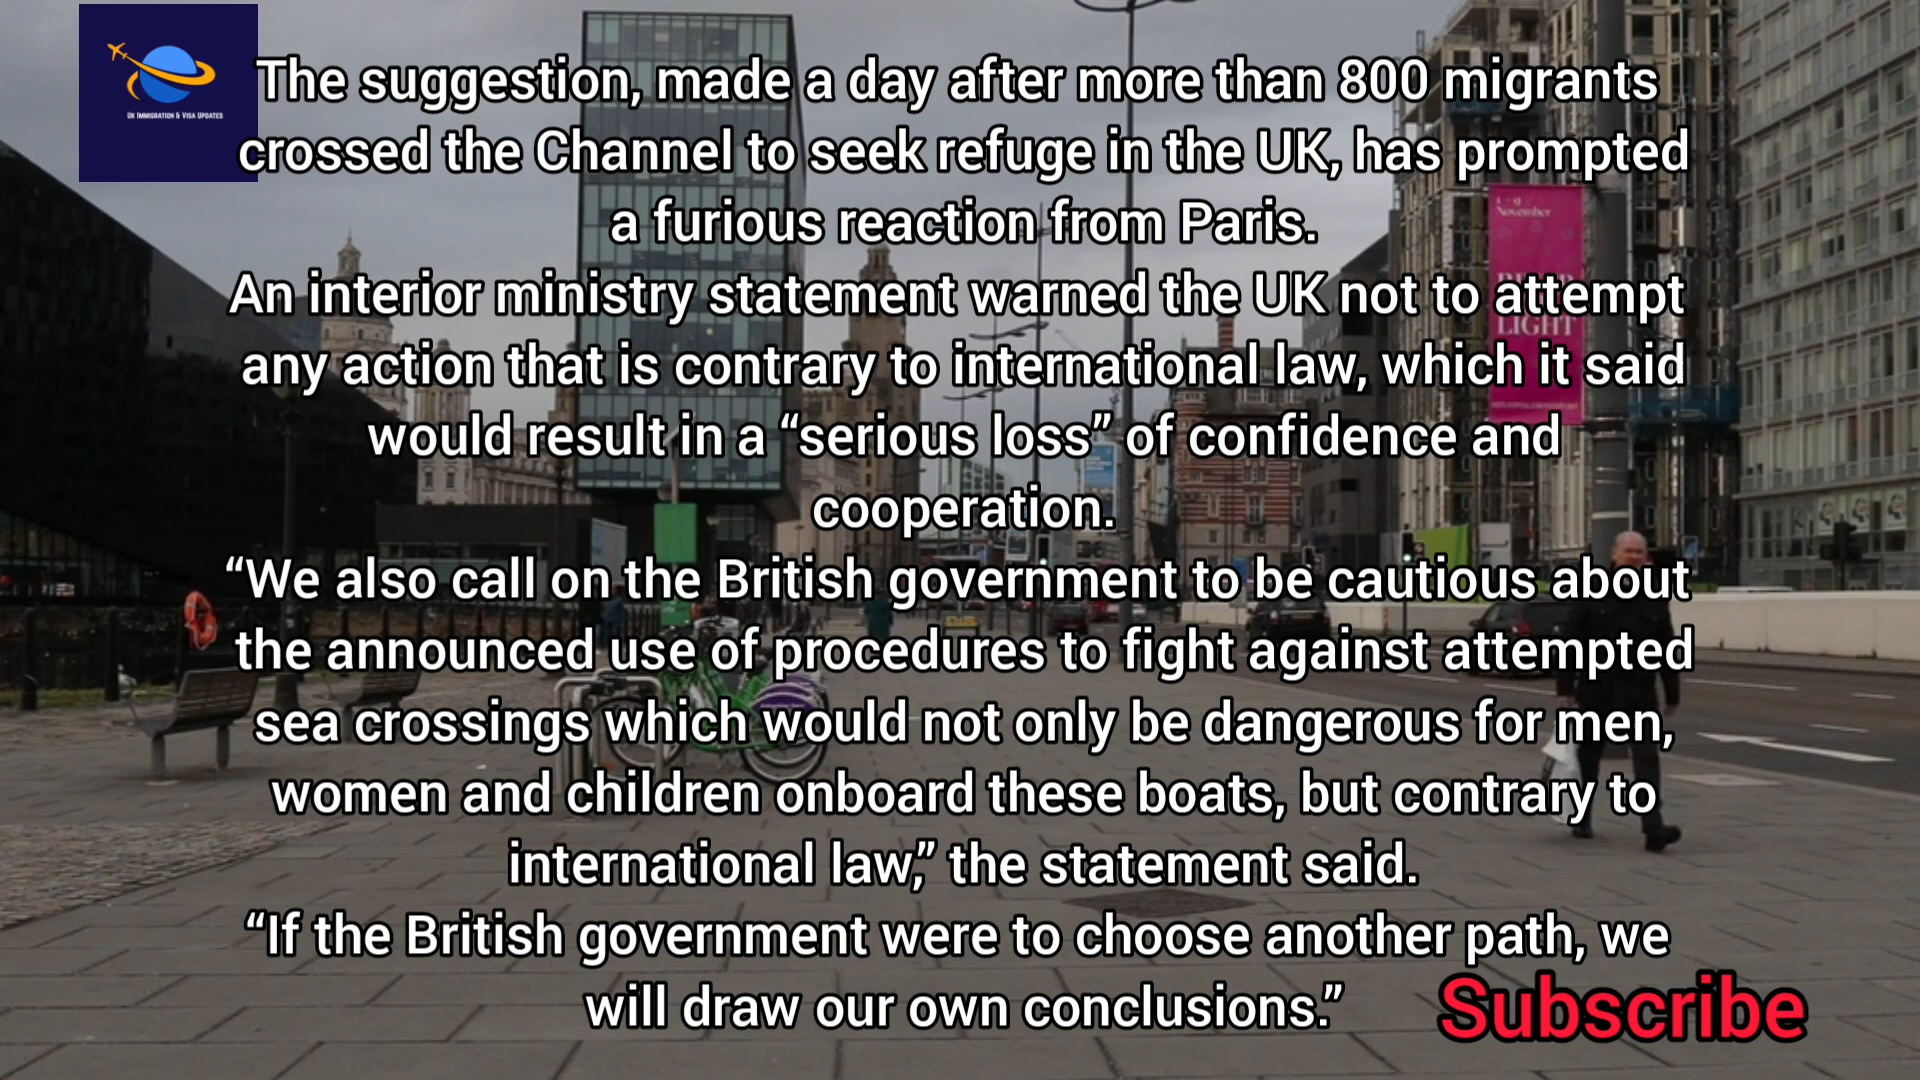 UK Immigration & Visa Updates
The suggestion, made a day after more than 800 migrants
crossed the Channel to seek refuge in the UK, has prompted
a furious reaction from Paris.
An interior ministry statement warned the UK not to attempt
any action that is contrary to international law, which it said
would result in a “serious loss” of confidence and
cooperation.
“We also call on the British government to be cautious about
the announced use of procedures to fight against attempted
sea crossings which would not only be dangerous for men,
women and children onboard these boats, but contrary to
international law,” the statement said.
“If the British government were to choose another path, we
will draw our own conclusions.”
Subscribe
November
LIGHT